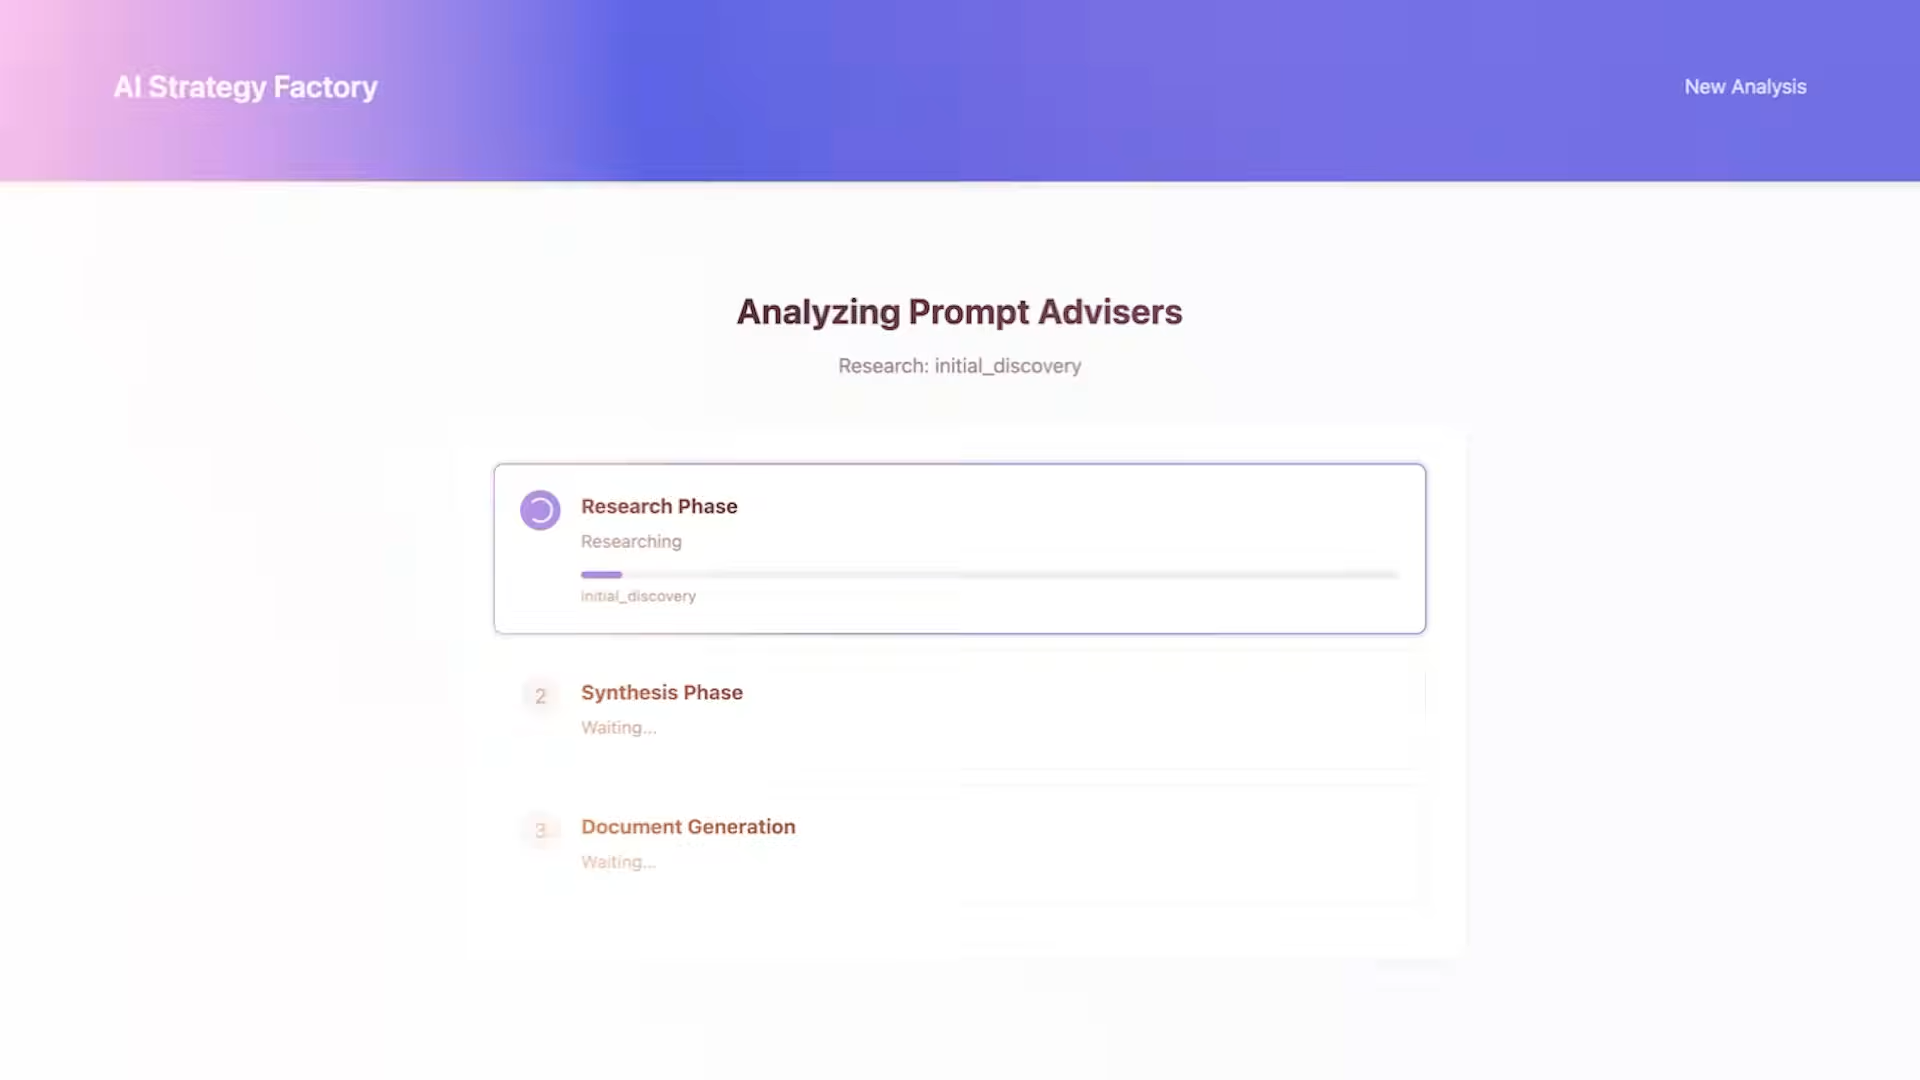 AI Strategy Factory
New Analysis
Analyzing Prompt Advisers
Research: initial_discovery
Research Phase
Researching
initial_discovery
2
Synthesis Phase
Waiting...
3
Document Generation
Waiting...